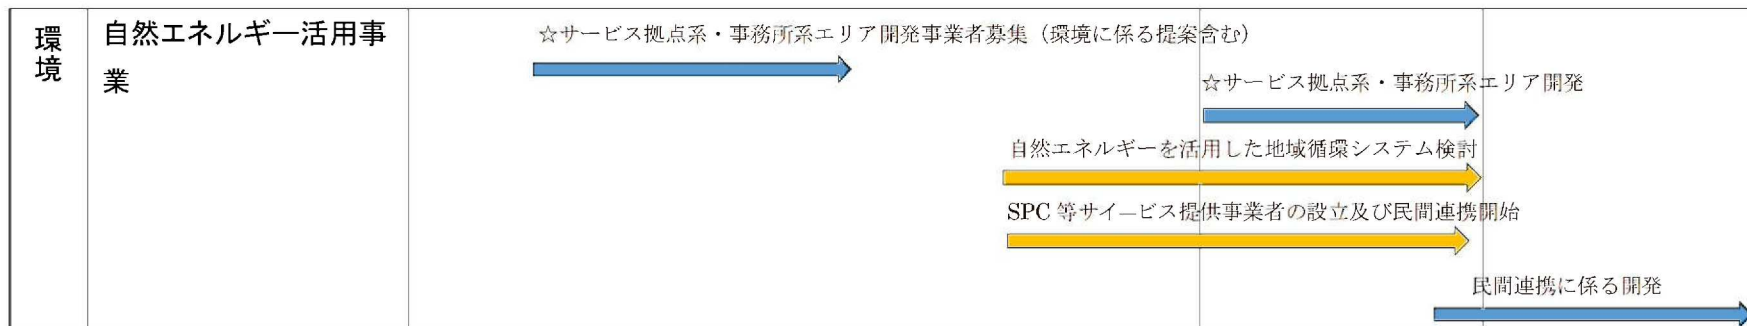 環境
自然エネルギー活用事
業
☆サービス拠点系・事務所系エリア開発事業者募集（環境に係る提案含む）
☆サービス拠点系・事務所系エリア開発
自然エネルギーを活用した地域循環システム検討
SPC 等サイ―ビス提供事業者の設立及び民間連携開始
民間連携に係る開発